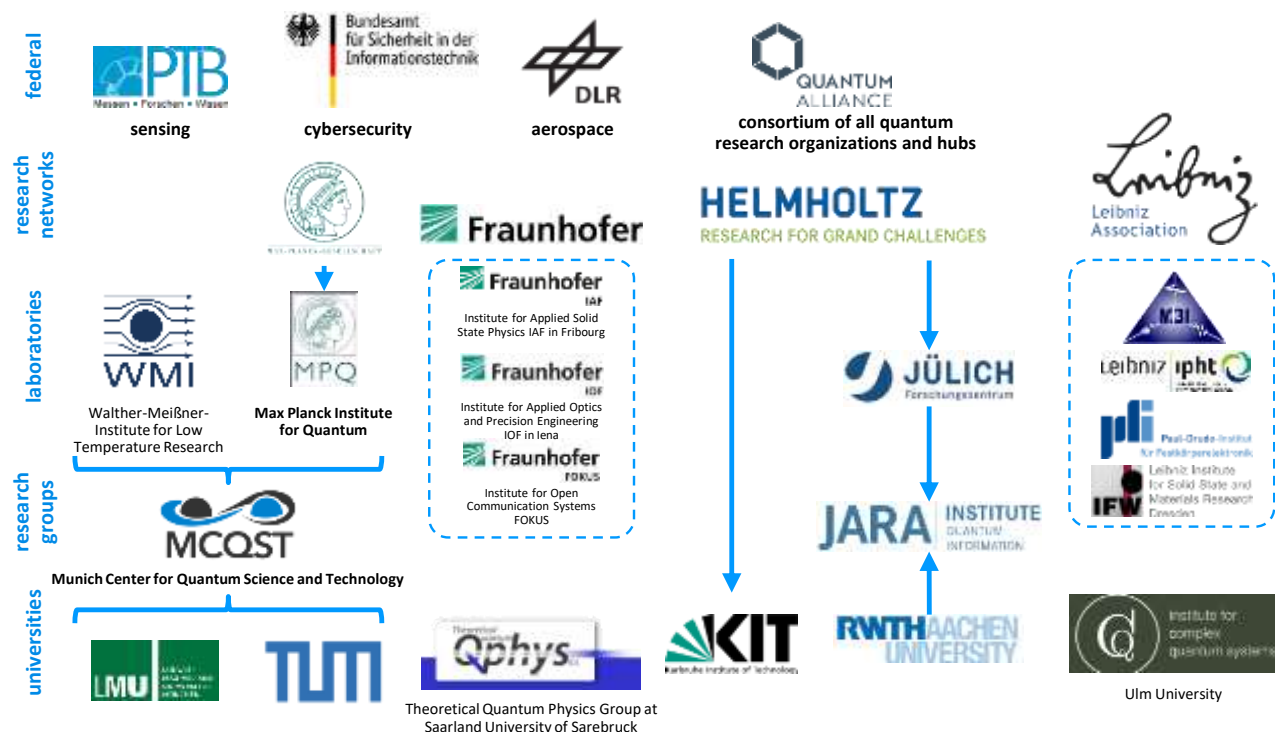 federal
PTB
Messen • Forschen • Wissen
sensing
Bundesamt
für Sicherheit in der
Informationstechnik
cybersecurity
DLR
aerospace
QUANTUM
ALLIANCE
consortium of all quantum
research organizations and hubs
research
networks
Fraunhofer
HELMHOLTZ
RESEARCH FOR GRAND CHALLENGES
Leibniz
Leibniz
Association
laboratories
WMI
Walther-Meißner-
Institute for Low
Temperature Research
MPQ
Max Planck Institute
for Quantum
Fraunhofer
IAF
Institute for Applied Solid
State Physics IAF in Fribourg
Fraunhofer
IOF
Institute for Applied Optics
and Precision Engineering
IOF in Iena
Fraunhofer
FOKUS
Institute for Open
Communication Systems
FOKUS
JÜLICH
Forschungszentrum
Leibniz ipht
pdi
Paul-Drude-Institut
für Festkörperelektronik
IFW
Leibniz Institute
for Solid State and
Materials Research
Dresden
research
groups
MCQST
Munich Center for Quantum Science and Technology
JARA
INSTITUTE
QUANTUM
INFORMATION
universities
LMU
TUM
Theoretical
Qphys
Theoretical Quantum Physics Group at
Saarland University of Sarebruck
KIT
Karlsruhe Institute of Technology
RWTH AACHEN
UNIVERSITY
institute for
complex
quantum systems
Ulm University